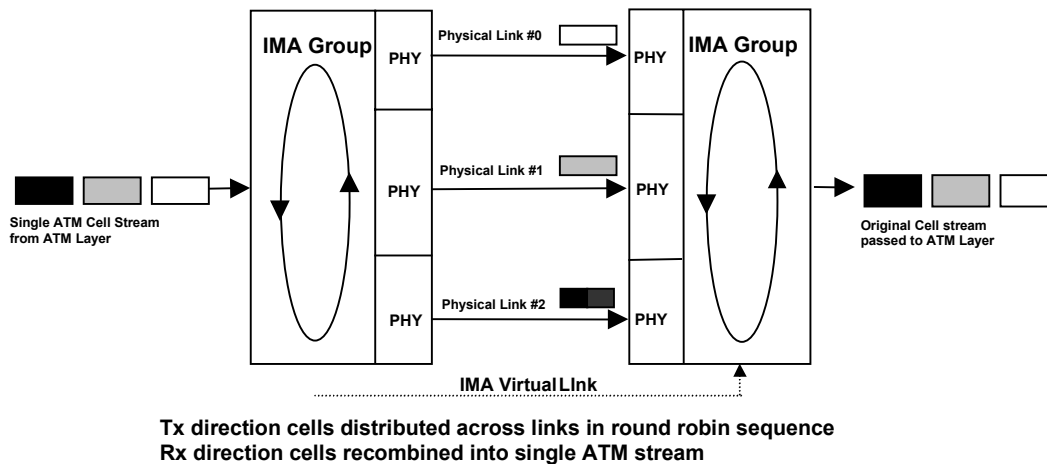 IMA Group
PHY
Physical Link #0
PHY
IMA Group
PHY
Physical Link #1
PHY
Single ATM Cell Stream
from ATM Layer
Original Cell stream
passed to ATM Layer
PHY
Physical Link #2
PHY
IMA Virtual LInk
Tx direction cells distributed across links in round robin sequence
Rx direction cells recombined into single ATM stream